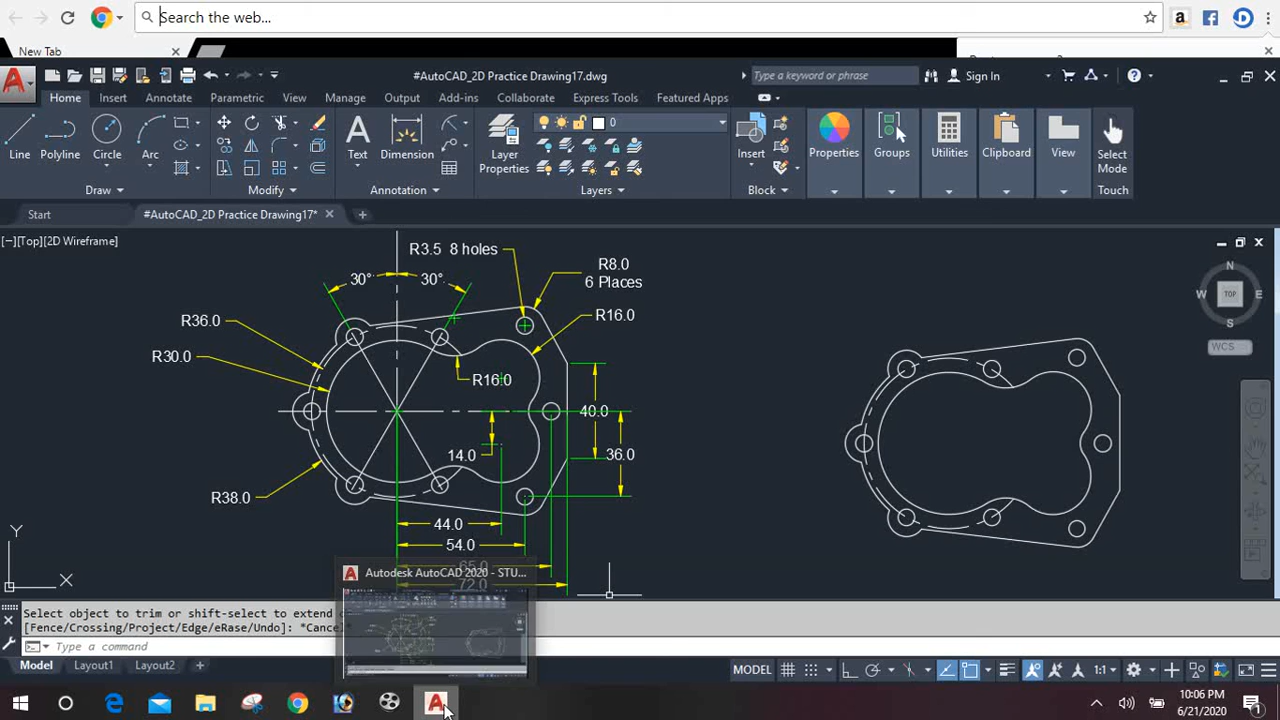 Search the web...
New Tab
#AutoCAD_2D Practice Drawing17.dwg
Type a keyword or phrase
Sign In
Home Insert Annotate Parametric View Manage Output Add-ins Collaborate Express Tools Featured Apps
0
Line Polyline Circle Arc
Text Dimension
Layer Properties
Insert
Properties Groups Utilities Clipboard View
Select Mode
Draw Modify Annotation Layers Block Touch
Start #AutoCAD_2D Practice Drawing17*
[−][Top][2D Wireframe]
R3.5 8 holes
R8.0
6 Places
30° 30°
R36.0
R16.0
R30.0
R16.0
40.0
14.0
36.0
R38.0
44.0
54.0
65.0
72.0
N
W TOP E
S
WCS
Y
X
Autodesk AutoCAD 2020 - STU...
Select object to trim or shift-select to extend o
[Fence/Crossing/Project/Edge/eRase/Undo]: *Cancel*
Type a command
Model Layout1 Layout2
MODEL
1:1
10:06 PM
6/21/2020